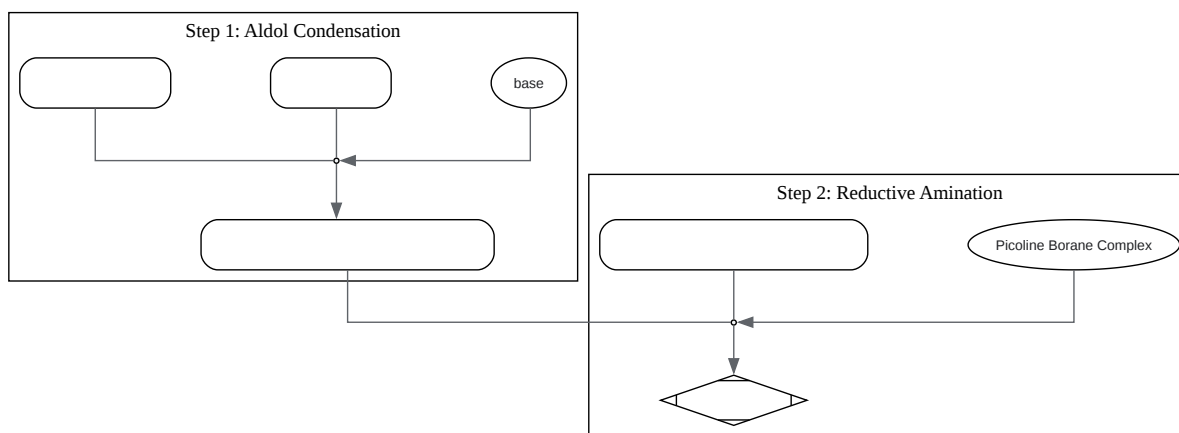 Step 1: Aldol Condensation
base
Step 2: Reductive Amination
Picoline Borane Complex